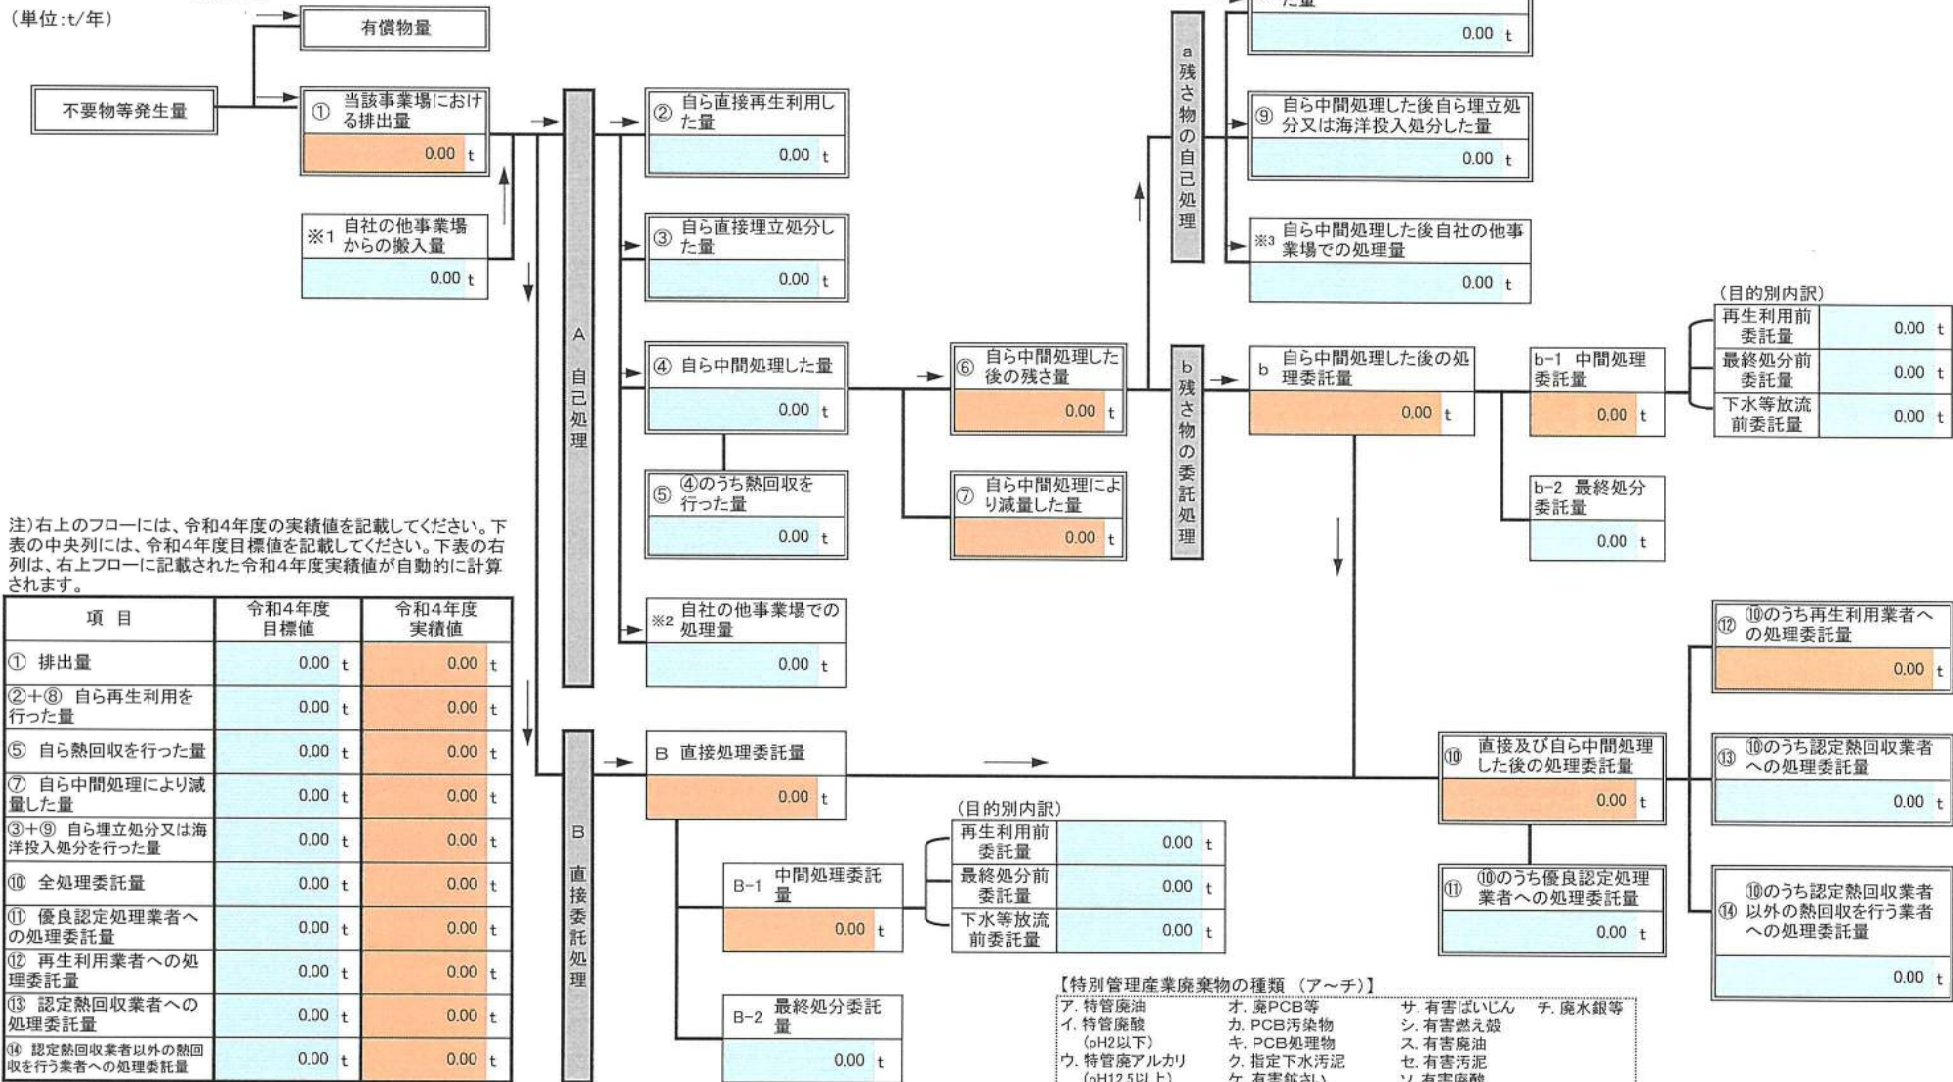 (単位:t/年)
有償物量
不要物等発生量
① 当該事業場におけ
る排出量
0.00 t
※1 自社の他事業場
からの搬入量
0.00 t
A 自己処理
② 自ら直接再生利用し
た量
0.00 t
③ 自ら直接埋立処分し
た量
0.00 t
④ 自ら中間処理した量
0.00 t
⑤ ④のうち熱回収を
行った量
0.00 t
※2 自社の他事業場での
処理量
0.00 t
⑥ 自ら中間処理した
後の残さ量
0.00 t
⑦ 自ら中間処理によ
り減量した量
0.00 t
a 残さ物の自己処理
た量
0.00 t
⑨ 自ら中間処理した後自ら埋立処
分又は海洋投入処分した量
0.00 t
※3 自ら中間処理した後自社の他事
業場での処理量
0.00 t
b 残さ物の委託処理
b 自ら中間処理した後の処
理委託量
0.00 t
b-1 中間処理
委託量
0.00 t
b-2 最終処分
委託量
0.00 t
(目的別内訳)
再生利用前
委託量 0.00 t
最終処分前
委託量 0.00 t
下水等放流
前委託量 0.00 t
注)右上のフローには、令和4年度の実績値を記載してください。下
表の中央列には、令和4年度目標値を記載してください。下表の右
列は、右上フローに記載された令和4年度実績値が自動的に計算
されます。
項 目 令和4年度
目標値 令和4年度
実績値
① 排出量 0.00 t 0.00 t
②+⑧ 自ら再生利用を
行った量 0.00 t 0.00 t
⑤ 自ら熱回収を行った量 0.00 t 0.00 t
⑦ 自ら中間処理により減
量した量 0.00 t 0.00 t
③+⑨ 自ら埋立処分又は海
洋投入処分を行った量 0.00 t 0.00 t
⑩ 全処理委託量 0.00 t 0.00 t
⑪ 優良認定処理業者へ
の処理委託量 0.00 t 0.00 t
⑫ 再生利用業者への処
理委託量 0.00 t 0.00 t
⑬ 認定熱回収業者への
処理委託量 0.00 t 0.00 t
⑭ 認定熱回収業者以外の熱回
収を行う業者への処理委託量 0.00 t 0.00 t
B 直接委託処理
B 直接処理委託量
0.00 t
B-1 中間処理委託
量
0.00 t
B-2 最終処分委託
量
0.00 t
(目的別内訳)
再生利用前
委託量 0.00 t
最終処分前
委託量 0.00 t
下水等放流
前委託量 0.00 t
⑩ 直接及び自ら中間処理
した後の処理委託量
0.00 t
⑪ ⑩のうち優良認定処理
業者への処理委託量
0.00 t
⑫ ⑩のうち再生利用業者へ
の処理委託量
0.00 t
⑬ ⑩のうち認定熱回収業者
への処理委託量
0.00 t
⑭ ⑩のうち認定熱回収業者
以外の熱回収を行う業者
への処理委託量
0.00 t
【特別管理産業廃棄物の種類(ア~チ)】
ア. 特管廃油 オ. 廃PCB等 サ. 有害ばいじん チ. 廃水銀等
イ. 特管廃酸 カ. PCB汚染物 シ. 有害燃え殻
(pH2以下) キ. PCB処理物 ス. 有害廃油
ウ. 特管廃アルカリ ク. 指定下水汚泥 セ. 有害汚泥
(pH12.5以上) ケ. 有害鉱さい ソ. 有害廃酸